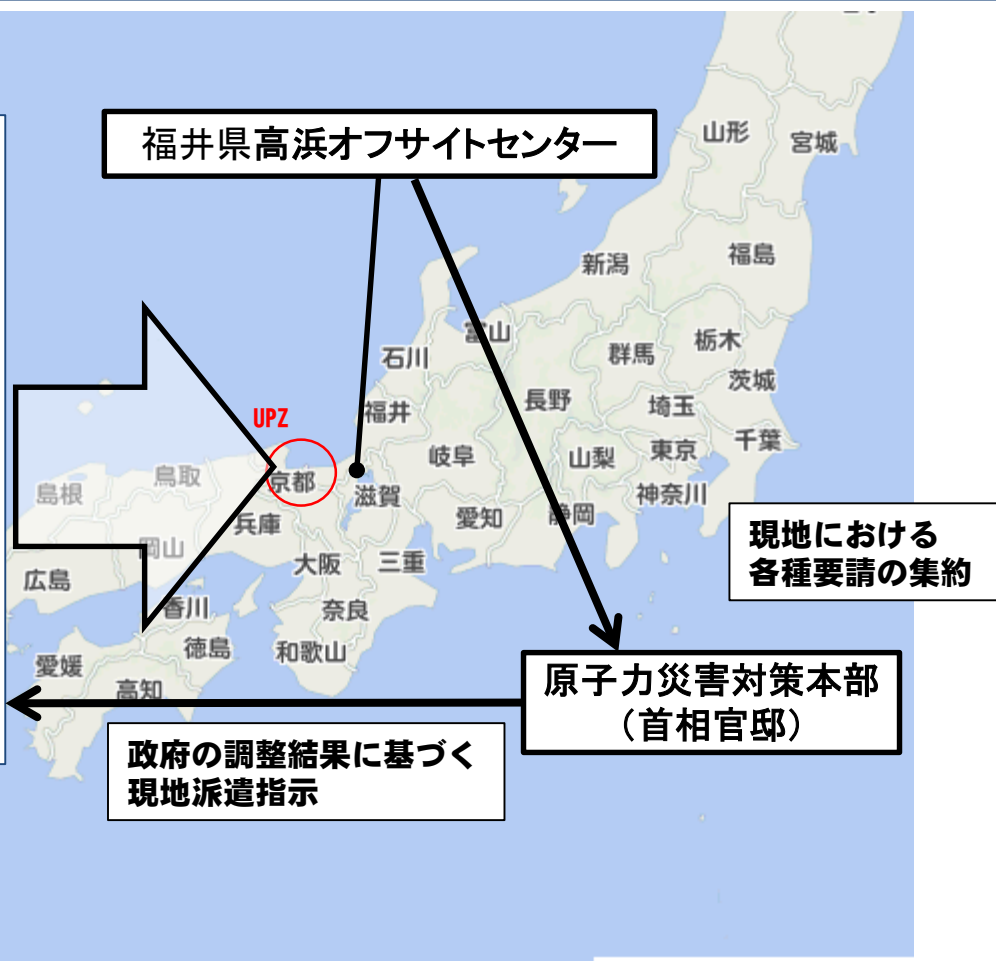 福井県高浜オフサイトセンター
山形
宮城
新潟
福島
富山
石川
群馬
栃木
茨城
UPZ
福井
長野
埼玉
岐阜
山梨
東京
千葉
島根
鳥取
京都
滋賀
神奈川
兵庫
愛知
静岡
岡山
大阪
三重
広島
香川
奈良
愛媛
徳島
和歌山
高知
現地における
各種要請の集約
原子力災害対策本部
（首相官邸）
政府の調整結果に基づく
現地派遣指示